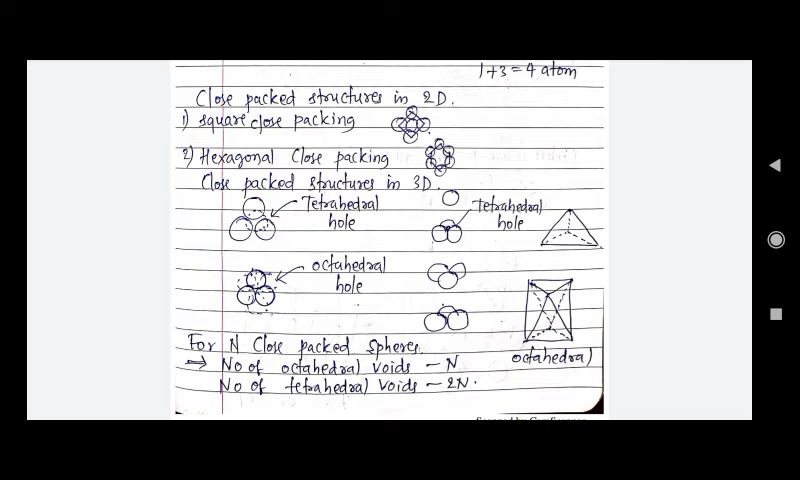 1+3=4 atom
Close packed structures in 2D.
1) square close packing
2) Hexagonal Close packing
Close packed structures in 3D.
Tetrahedral hole
Tetrahedral hole
octahedral hole
For N Close packed spheres.
⇒ No of octahedral voids - N
No of tetrahedral voids - 2N.
octahedral